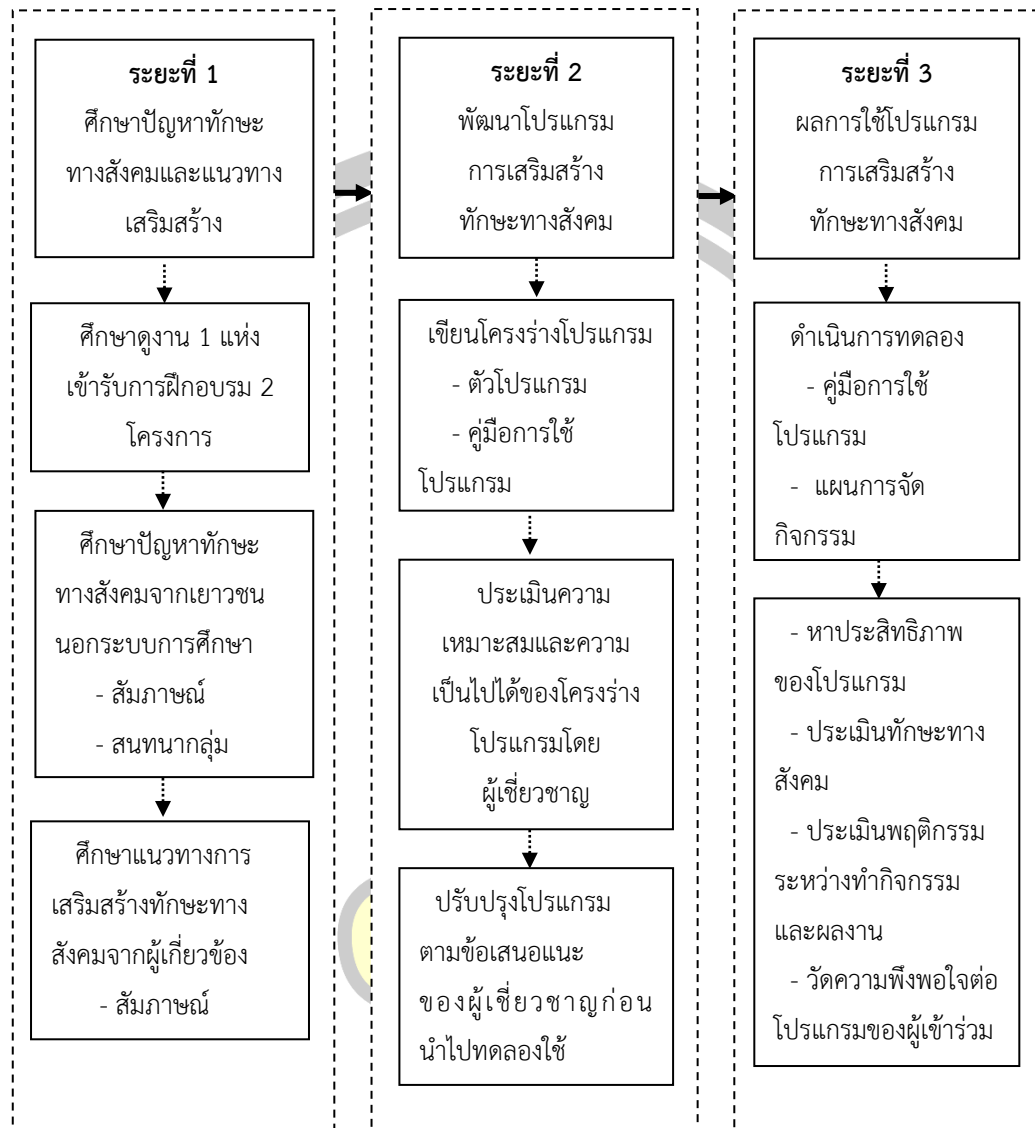 ระยะที่ 1
ศึกษาปัญหาทักษะ
ทางสังคมและแนวทาง
เสริมสร้าง
ศึกษาดูงาน 1 แห่ง
เข้ารับการฝึกอบรม 2
โครงการ
ศึกษาปัญหาทักษะ
ทางสังคมจากเยาวชน
นอกระบบการศึกษา
- สัมภาษณ์
- สนทนากลุ่ม
ศึกษาแนวทางการ
เสริมสร้างทักษะทาง
สังคมจากผู้เกี่ยวข้อง
- สัมภาษณ์
ระยะที่ 2
พัฒนาโปรแกรม
การเสริมสร้าง
ทักษะทางสังคม
เขียนโครงร่างโปรแกรม
- ตัวโปรแกรม
- คู่มือการใช้
โปรแกรม
ประเมินความ
เหมาะสมและความ
เป็นไปได้ของโครงร่าง
โปรแกรมโดย
ผู้เชี่ยวชาญ
ปรับปรุงโปรแกรม
ตามข้อเสนอแนะ
ของผู้เชี่ยวชาญก่อน
นำไปทดลองใช้
ระยะที่ 3
ผลการใช้โปรแกรม
การเสริมสร้าง
ทักษะทางสังคม
ดำเนินการทดลอง
- คู่มือการใช้
โปรแกรม
- แผนการจัด
กิจกรรม
- หาประสิทธิภาพ
ของโปรแกรม
- ประเมินทักษะทาง
สังคม
- ประเมินพฤติกรรม
ระหว่างทำกิจกรรม
และผลงาน
- วัดความพึงพอใจต่อ
โปรแกรมของผู้เข้าร่วม